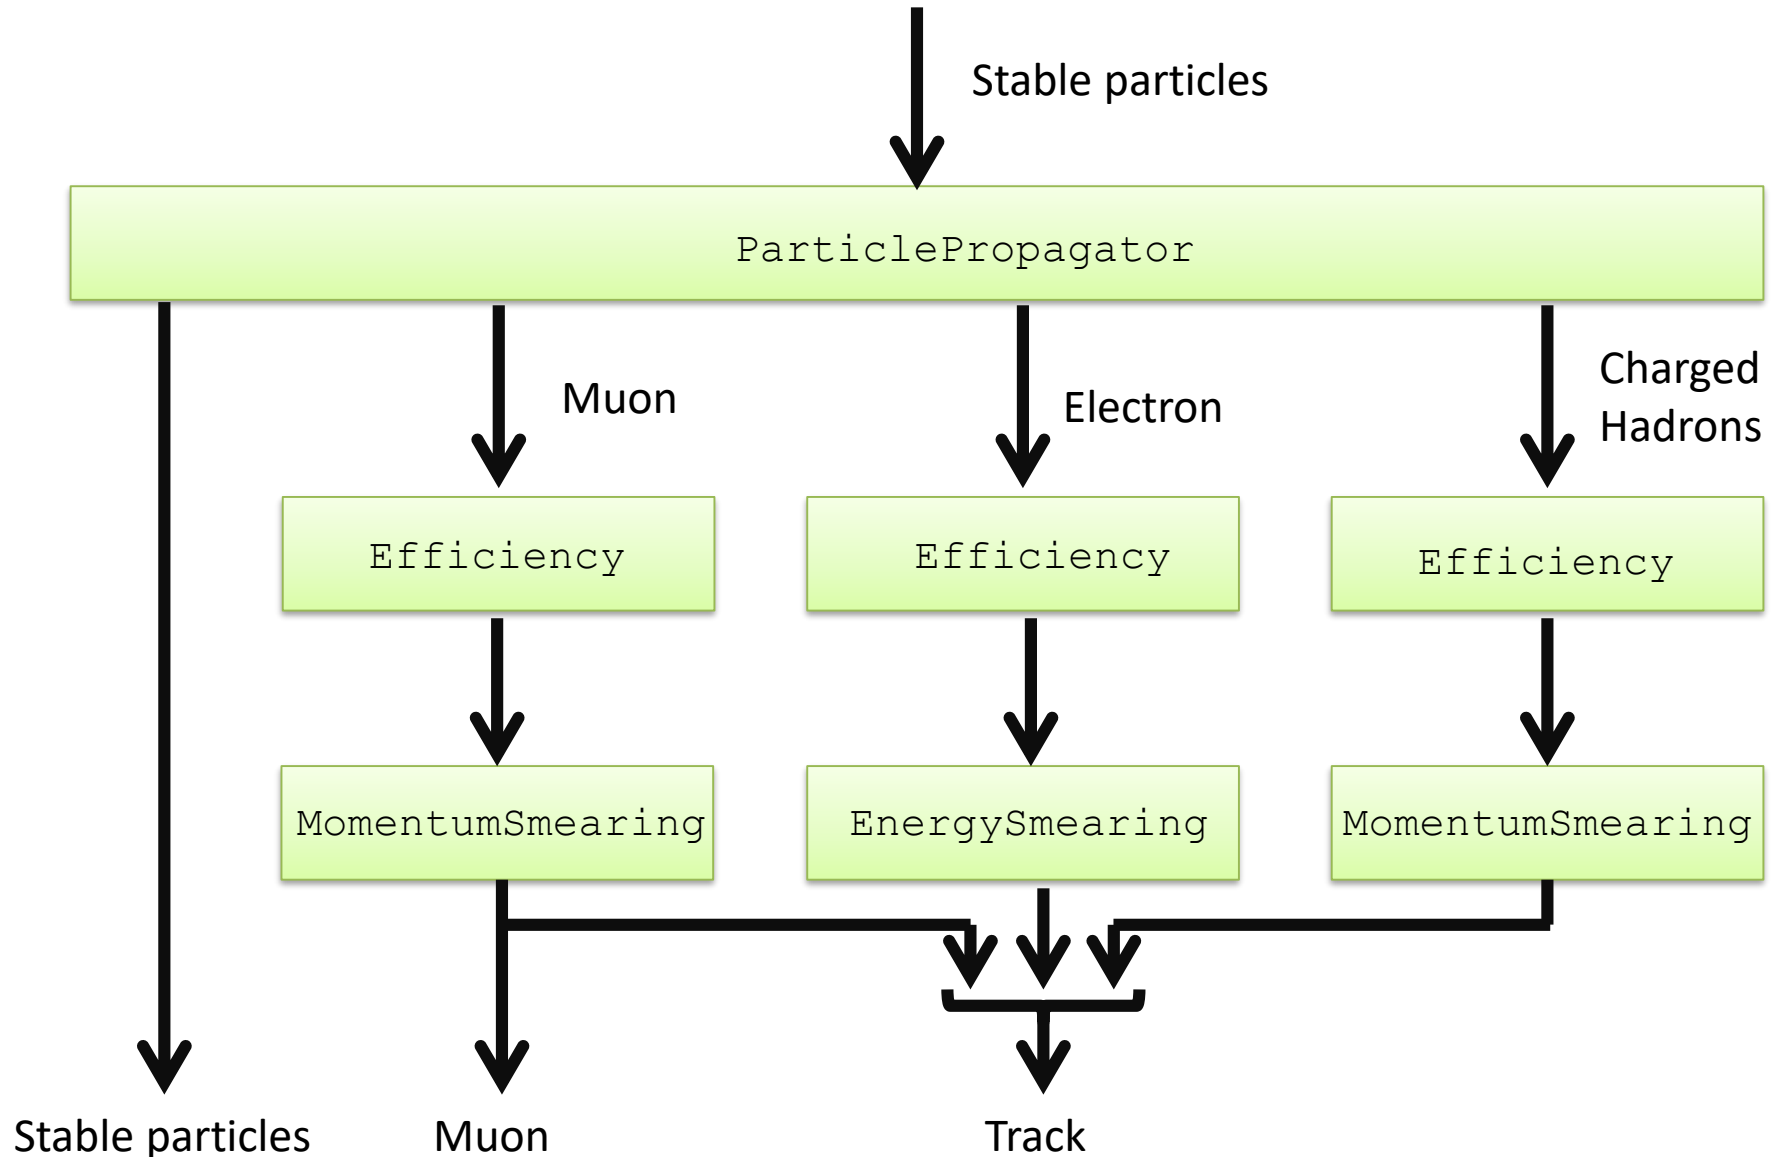 Stable particles
ParticlePropagator
Muon
Electron
Charged
Hadrons
Efficiency
Efficiency
Efficiency
MomentumSmearing
EnergySmearing
MomentumSmearing
Stable particles
Muon
Track